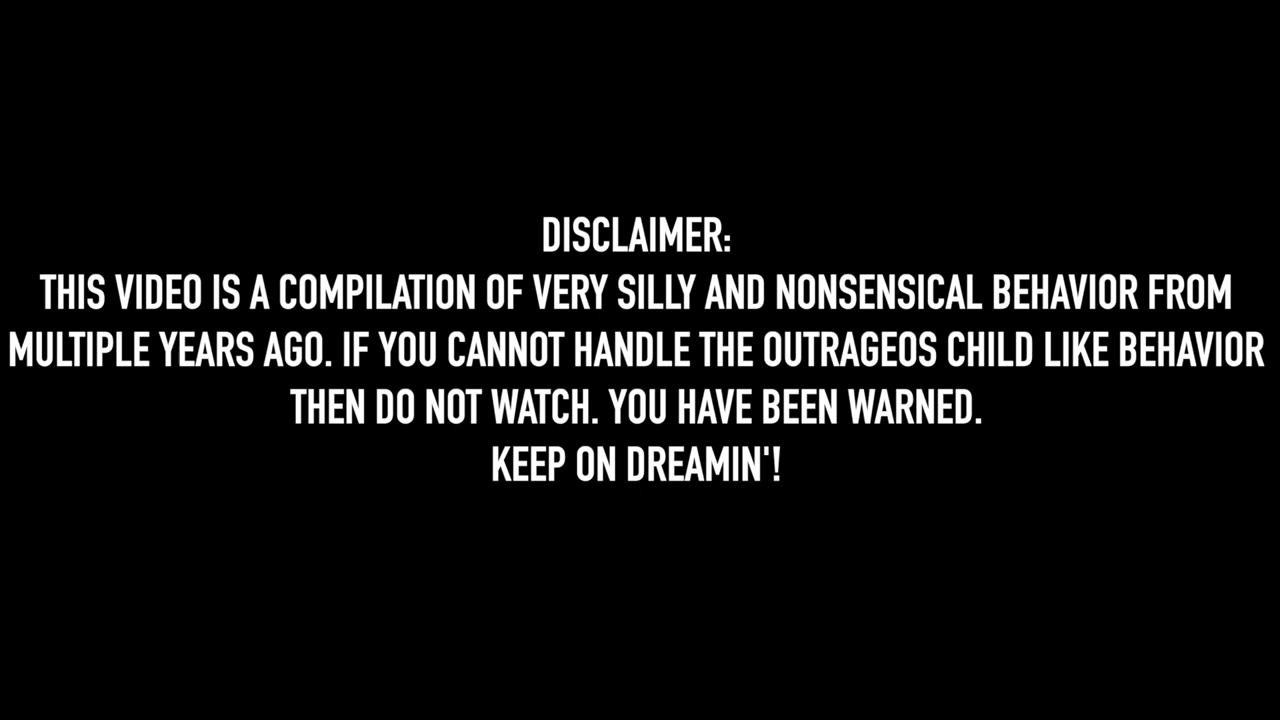 DISCLAIMER:
THIS VIDEO IS A COMPILATION OF VERY SILLY AND NONSENSICAL BEHAVIOR FROM
MULTIPLE YEARS AGO. IF YOU CANNOT HANDLE THE OUTRAGEOS CHILD LIKE BEHAVIOR
THEN DO NOT WATCH. YOU HAVE BEEN WARNED.
KEEP ON DREAMIN'!